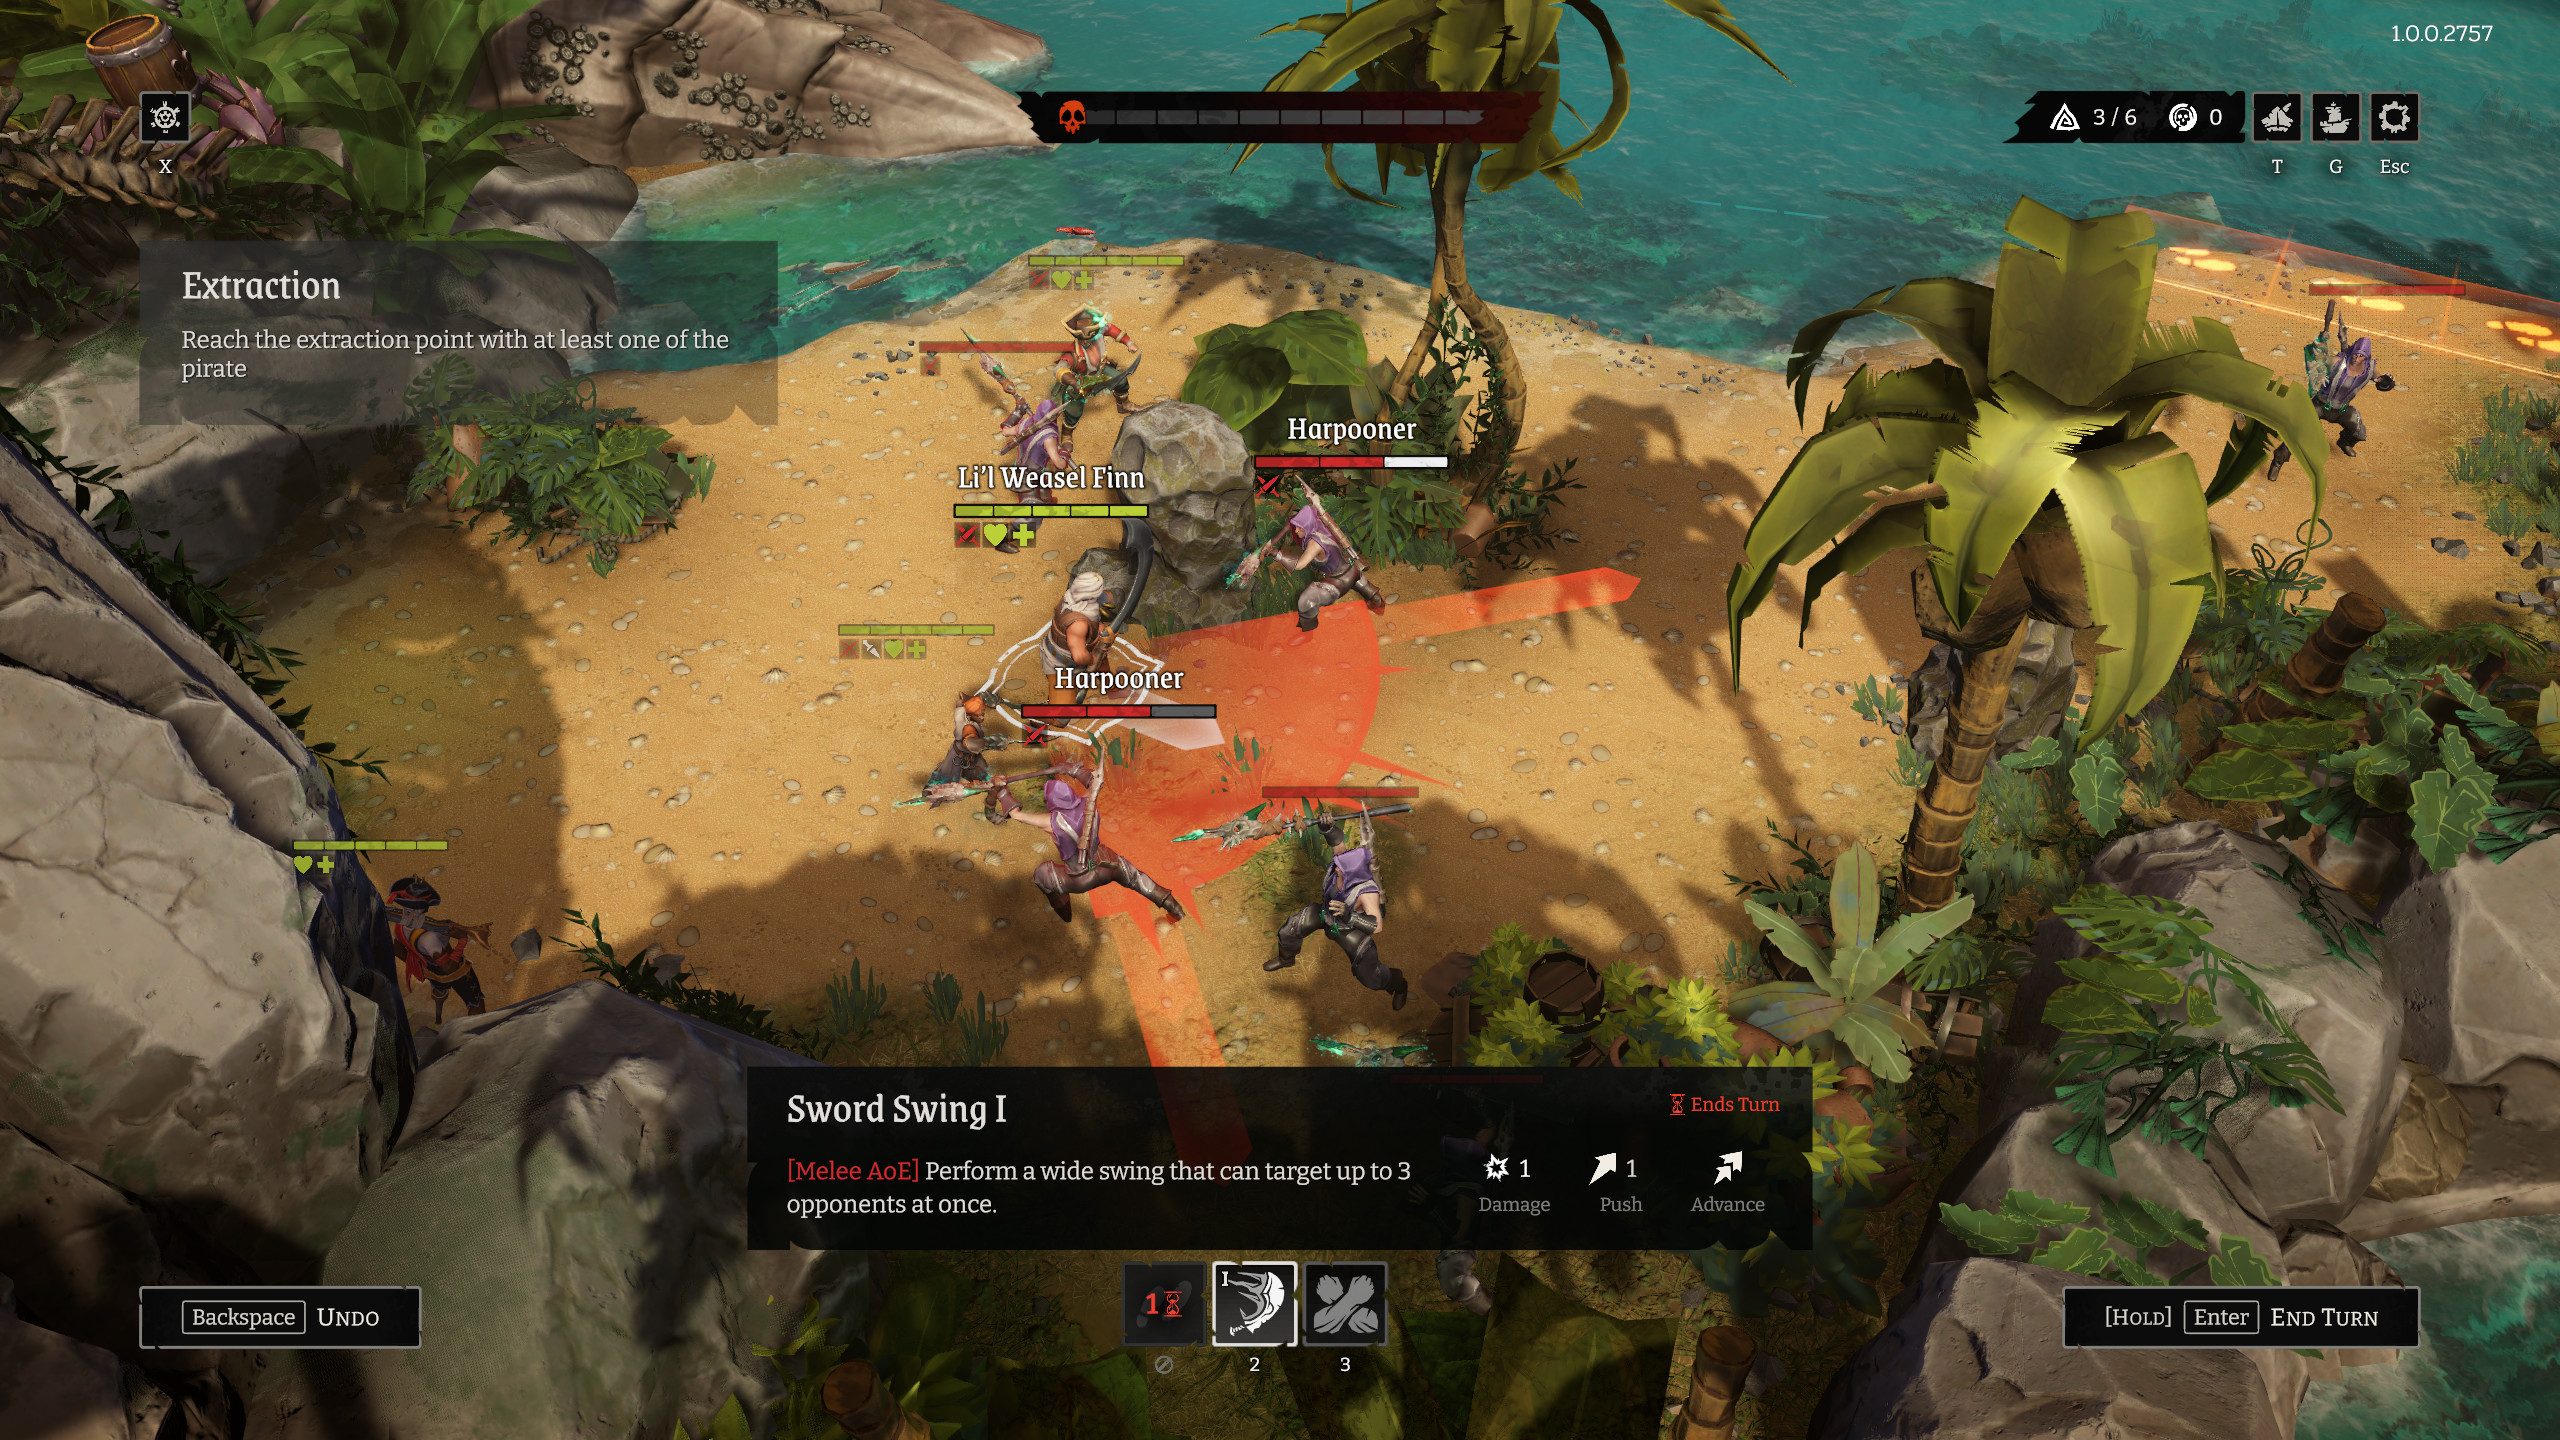 1.0.0.2757
3 / 6
0
X
T
G
Esc
Extraction
Reach the extraction point with at least one of the
pirate
Harpooner
Li'l Weasel Finn
Harpooner
Sword Swing I
Ends Turn
[Melee AoE] Perform a wide swing that can target up to 3
opponents at once.
1
Damage
1
Push
Advance
1
I
2
3
Backspace UNDO
[HOLD] Enter END TURN